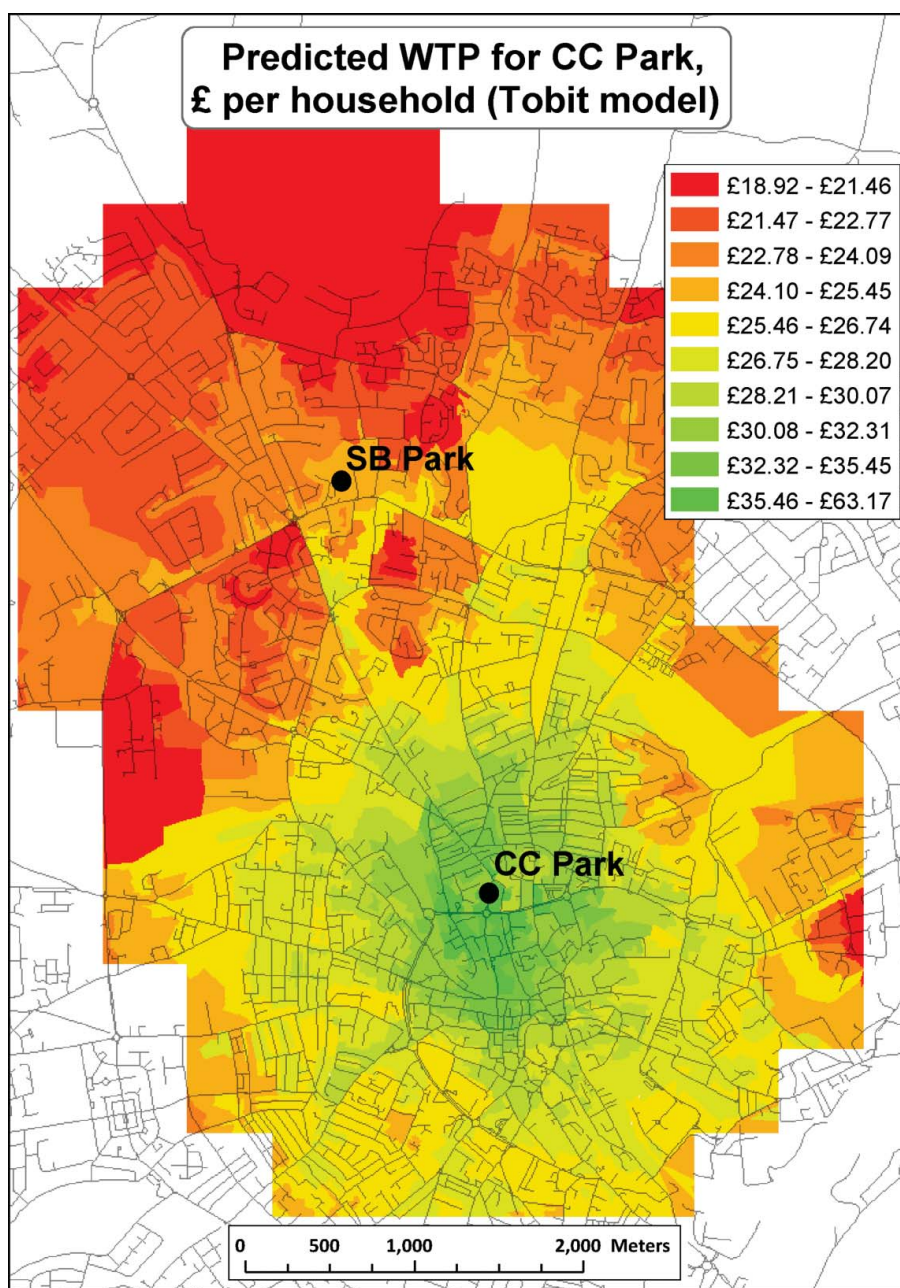 Predicted WTP for CC Park,
£ per household (Tobit model)
£18.92 - £21.46
£21.47 - £22.77
£22.78 - £24.09
£24.10 - £25.45
£25.46 - £26.74
£26.75 - £28.20
£28.21 - £30.07
£30.08 - £32.31
£32.32 - £35.45
£35.46 - £63.17
SB Park
CC Park
0 500 1,000 2,000 Meters